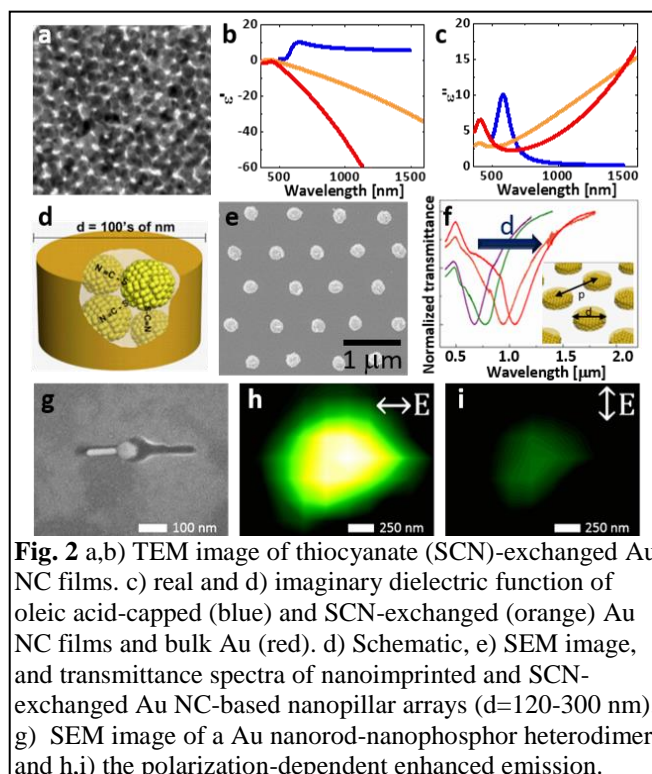 a
b
c
20
0
-20
-40
-60
ε'
500 1000 1500
Wavelength [nm]
15
10
5
0
ε''
500 1000 1500
Wavelength [nm]
d
d = 100's of nm
N=C-S
S-C=N
e
1 μm
f
d
p
d
Normalized transmittance
0.5 1.0 1.5 2.0
Wavelength [μm]
g
100 nm
h
↔E
250 nm
i
↕E
250 nm
Fig. 2 a,b) TEM image of thiocyanate (SCN)-exchanged Au
NC films. c) real and d) imaginary dielectric function of
oleic acid-capped (blue) and SCN-exchanged (orange) Au
NC films and bulk Au (red). d) Schematic, e) SEM image,
and transmittance spectra of nanoimprinted and SCN-
exchanged Au NC-based nanopillar arrays (d=120-300 nm)
g) SEM image of a Au nanorod-nanophosphor heterodimer
and h,i) the polarization-dependent enhanced emission.